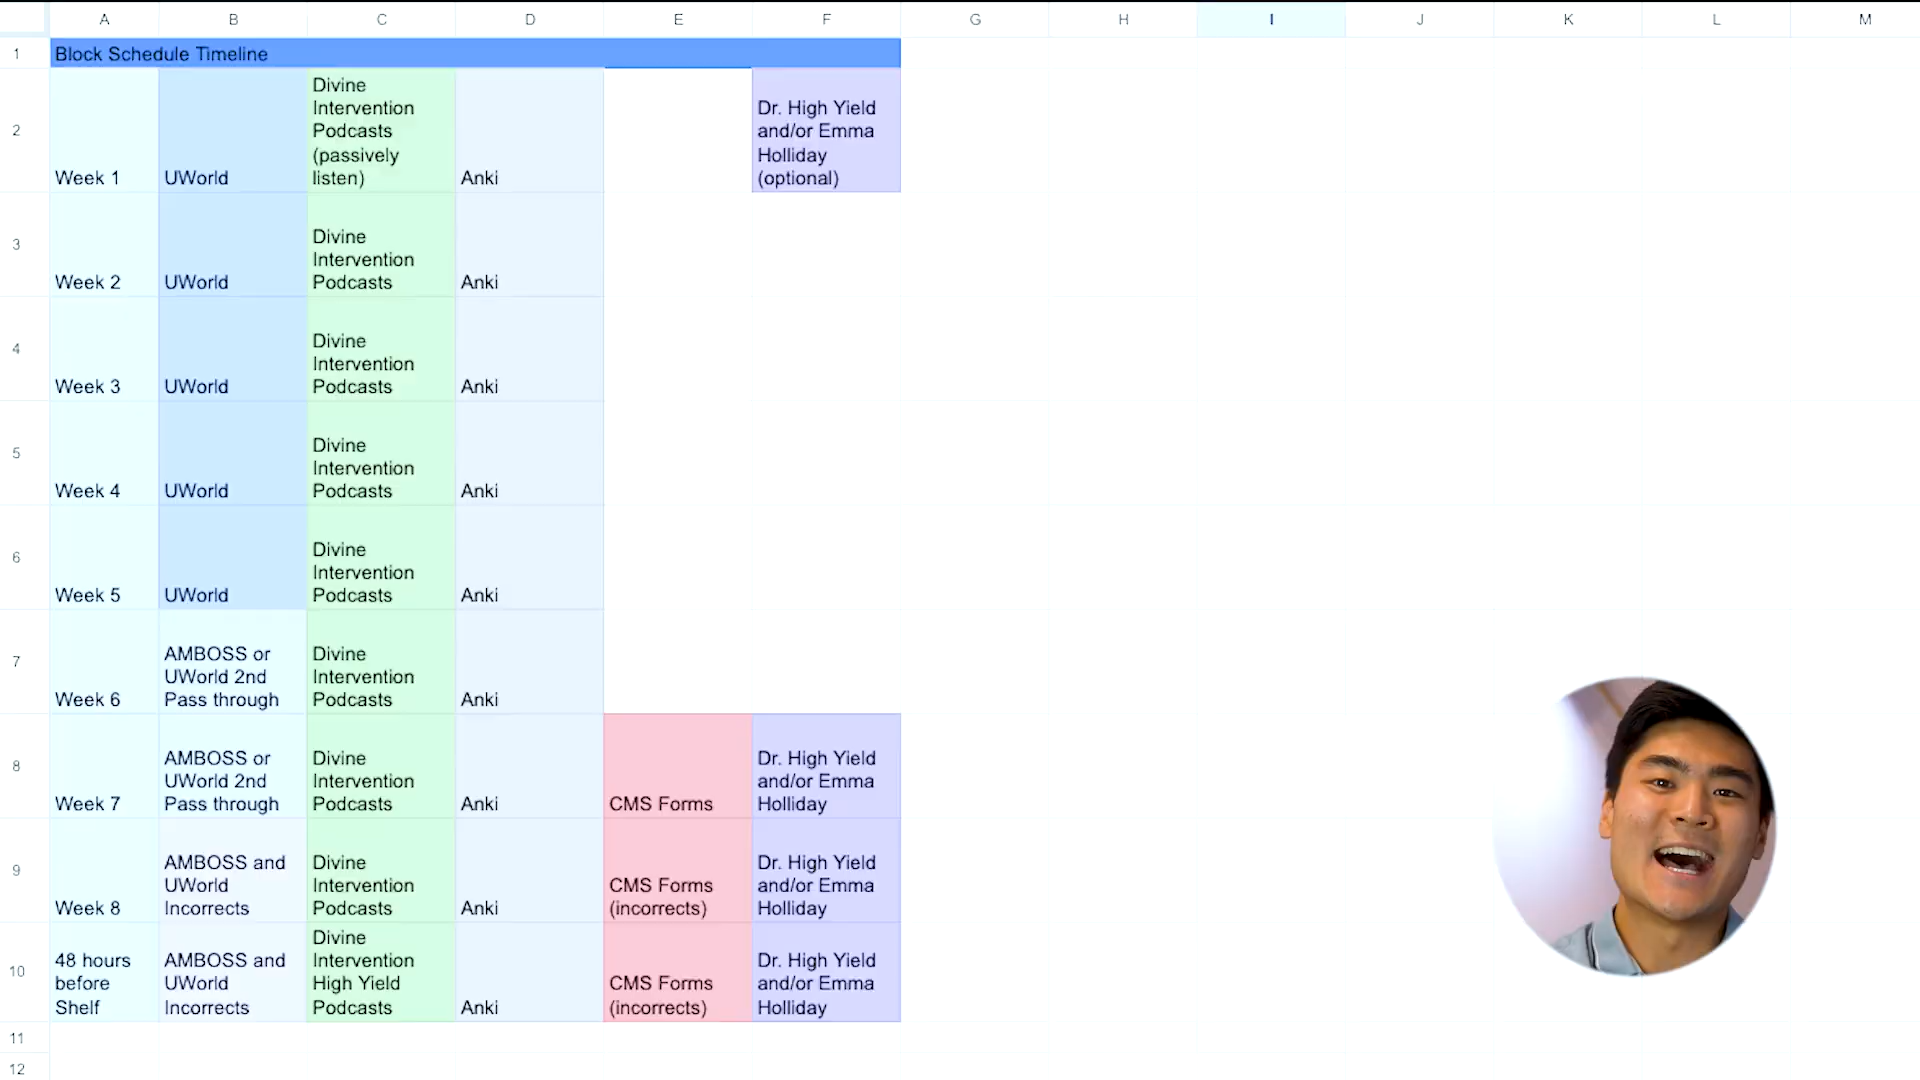 A B C D E F G H I J K L M
1 Block Schedule Timeline
2
Week 1
UWorld
Divine
Intervention
Podcasts
(passively
listen)
Anki
Dr. High Yield
and/or Emma
Holliday
(optional)
3
Week 2
UWorld
Divine
Intervention
Podcasts
Anki
4
Week 3
UWorld
Divine
Intervention
Podcasts
Anki
5
Week 4
UWorld
Divine
Intervention
Podcasts
Anki
6
Week 5
UWorld
Divine
Intervention
Podcasts
Anki
7
Week 6
AMBOSS or
UWorld 2nd
Pass through
Divine
Intervention
Podcasts
Anki
8
Week 7
AMBOSS or
UWorld 2nd
Pass through
Divine
Intervention
Podcasts
Anki
CMS Forms
Dr. High Yield
and/or Emma
Holliday
9
Week 8
AMBOSS and
UWorld
Incorrects
Divine
Intervention
Podcasts
Anki
CMS Forms
(incorrects)
Dr. High Yield
and/or Emma
Holliday
10
48 hours
before
Shelf
AMBOSS and
UWorld
Incorrects
Divine
Intervention
High Yield
Podcasts
Anki
CMS Forms
(incorrects)
Dr. High Yield
and/or Emma
Holliday
11
12